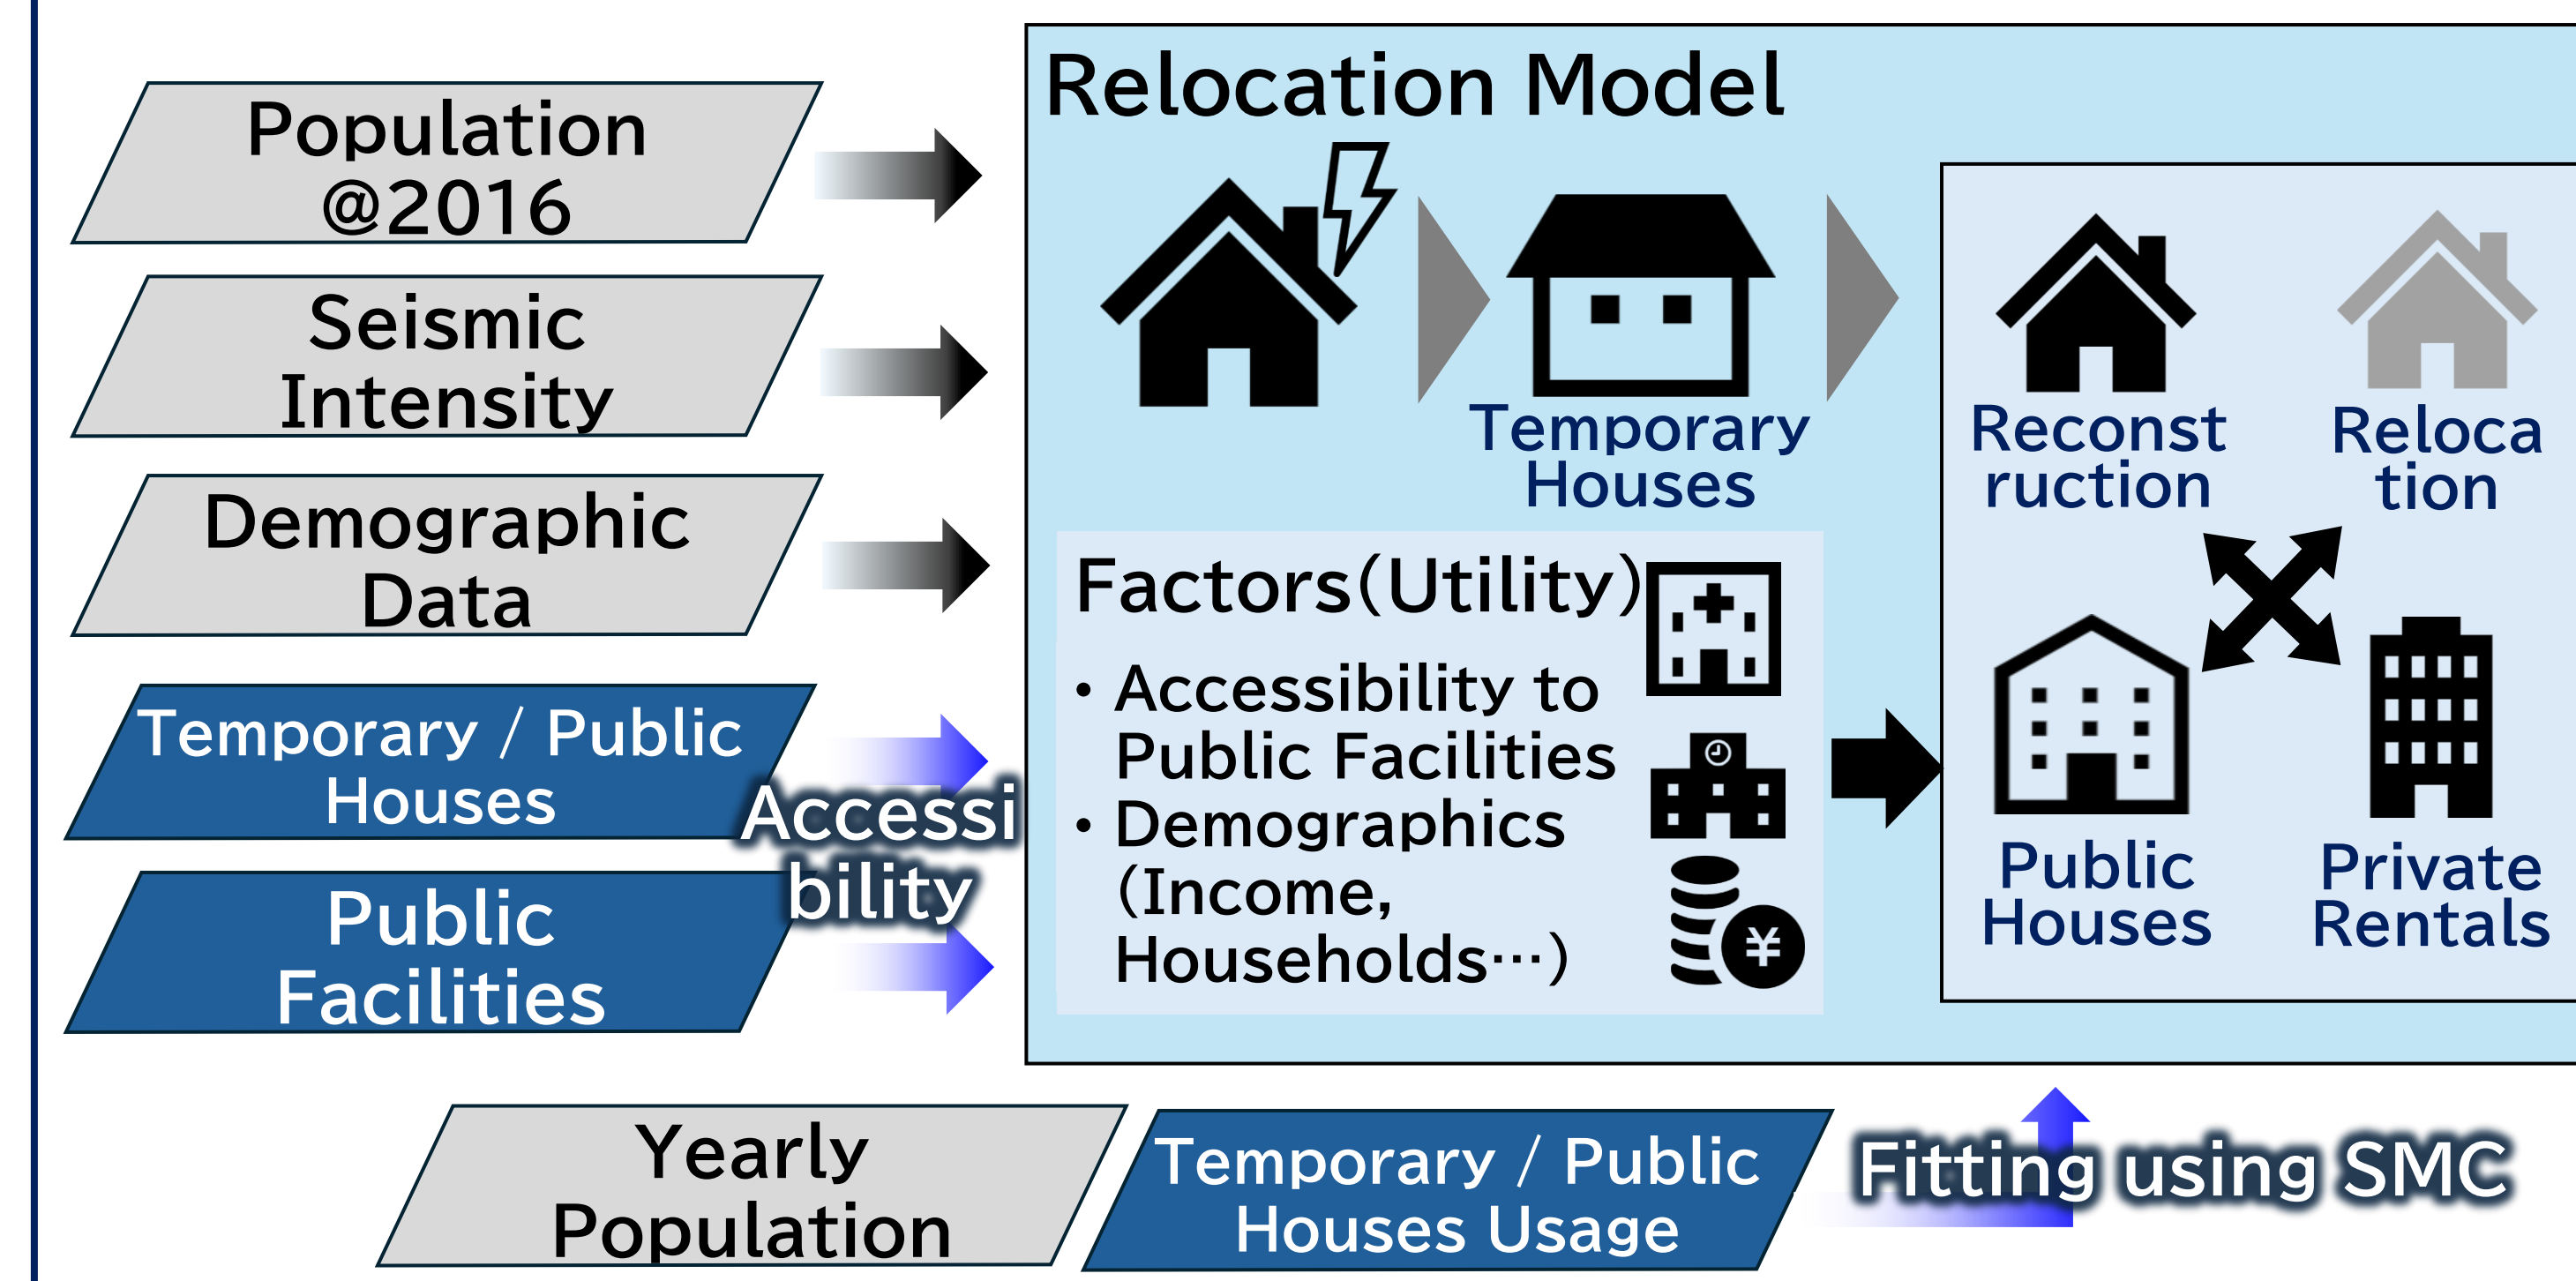 Population
@2016
Seismic
Intensity
Demographic
Data
Temporary / Public
Houses
Public
Facilities
Accessi
bility
Relocation Model
Temporary
Houses
Factors(Utility)
・Accessibility to
Public Facilities
・Demographics
(Income,
Households…)
¥
Reconst
ruction
Reloca
tion
Public
Houses
Private
Rentals
Yearly
Population
Temporary / Public
Houses Usage
Fitting using SMC